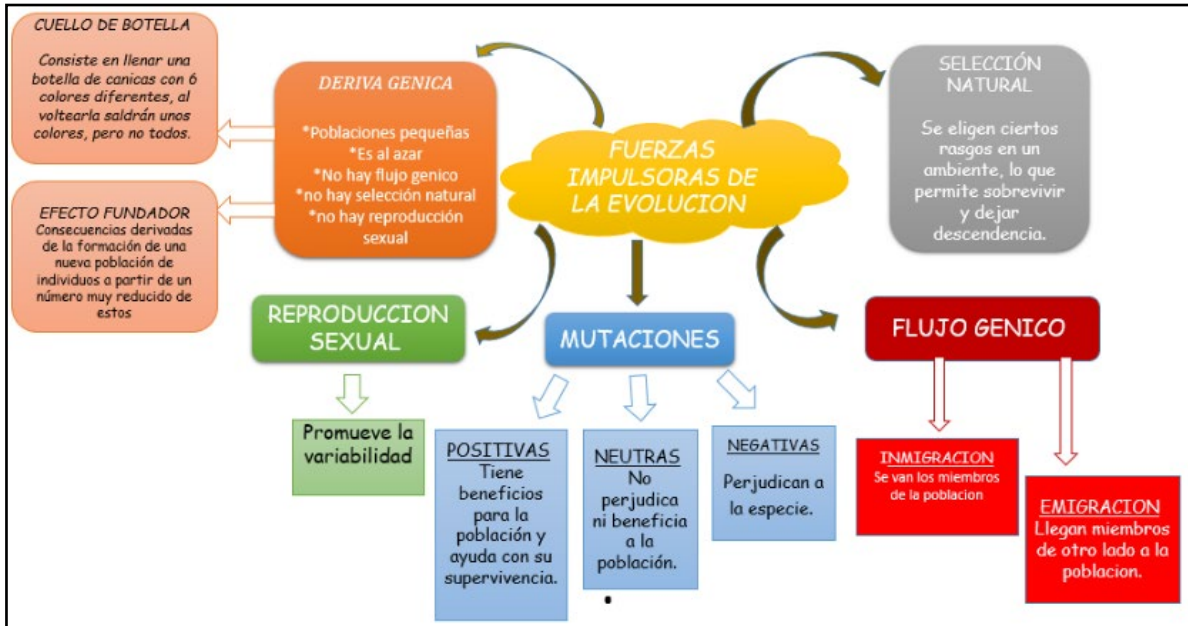 CUELLO DE BOTELLA
Consiste en llenar una
botella de canicas con 6
colores diferentes, al
voltearla saldrán unos
colores, pero no todos.
EFECTO FUNDADOR
Consecuencias derivadas
de la formación de una
nueva población de
individuos a partir de un
número muy reducido de
estos
DERIVA GENICA
*Poblaciones pequeñas
*Es al azar
*No hay flujo genico
*no hay selección natural
*no hay reproducción
sexual
FUERZAS
IMPULSORAS DE
LA EVOLUCION
SELECCIÓN
NATURAL
Se eligen ciertos
rasgos en un
ambiente, lo que
permite sobrevivir
y dejar
descendencia.
REPRODUCCION
SEXUAL
Promueve la
variabilidad
MUTACIONES
POSITIVAS
Tiene
beneficios
para la
población y
ayuda con su
supervivencia.
NEUTRAS
No
perjudica
ni beneficia
a la
población.
NEGATIVAS
Perjudican a
la especie.
FLUJO GENICO
INMIGRACION
Se van los miembros
de la poblacion
EMIGRACION
Llegan miembros
de otro lado a la
poblacion.